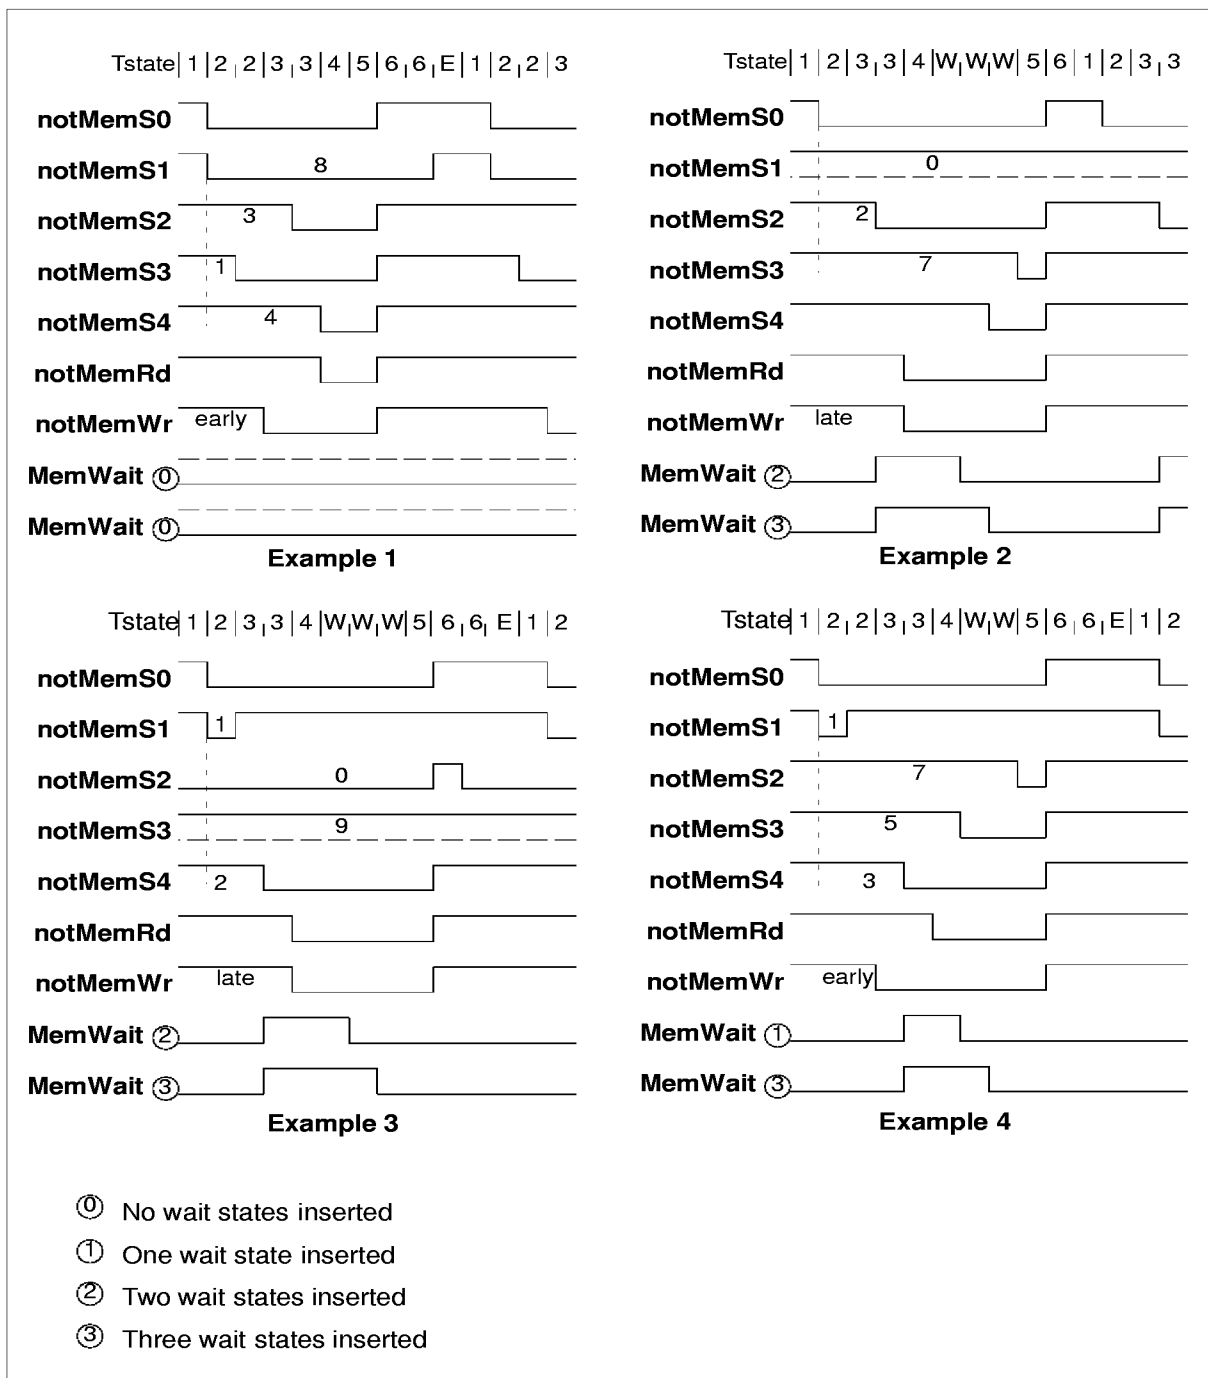 Tstate 1 2 2 3 3 4 5 6 6 E 1 2 2 3
notMemS0
notMemS1 8
notMemS2 3
notMemS3 1
notMemS4 4
notMemRd
notMemWr early
MemWait 0
MemWait 0
Example 1
Tstate 1 2 3 3 4 W W W 5 6 1 2 3 3
notMemS0
notMemS1 0
notMemS2 2
notMemS3 7
notMemS4
notMemRd
notMemWr late
MemWait 2
MemWait 3
Example 2
Tstate 1 2 3 3 4 W W W 5 6 6 E 1 2
notMemS0
notMemS1 1
notMemS2 0
notMemS3 9
notMemS4 2
notMemRd
notMemWr late
MemWait 2
MemWait 3
Example 3
Tstate 1 2 2 3 3 4 W W 5 6 6 E 1 2
notMemS0
notMemS1 1
notMemS2 7
notMemS3 5
notMemS4 3
notMemRd
notMemWr early
MemWait 1
MemWait 3
Example 4
0 No wait states inserted
1 One wait state inserted
2 Two wait states inserted
3 Three wait states inserted